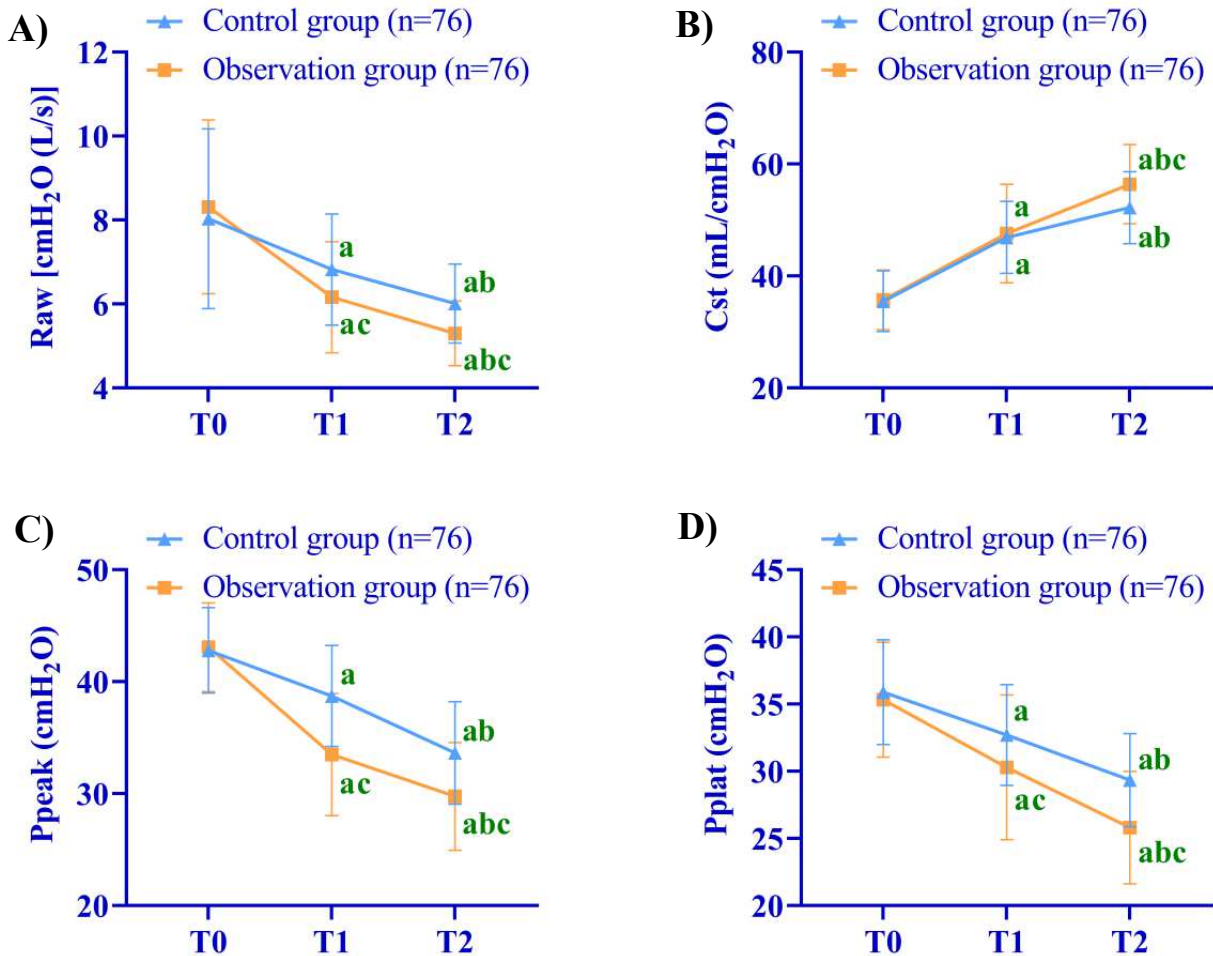 A)
Control group (n=76)
Observation group (n=76)
Raw [cmH₂O (L/s)]
12
10
8
6
4
a
ac
ab
abc
T0 T1 T2
B)
Control group (n=76)
Observation group (n=76)
Cst (mL/cmH₂O)
80
60
40
20
a
a
abc
ab
T0 T1 T2
C)
Control group (n=76)
Observation group (n=76)
Ppeak (cmH₂O)
50
40
30
20
a
ac
ab
abc
T0 T1 T2
D)
Control group (n=76)
Observation group (n=76)
Pplat (cmH₂O)
45
40
35
30
25
20
a
ac
ab
abc
T0 T1 T2